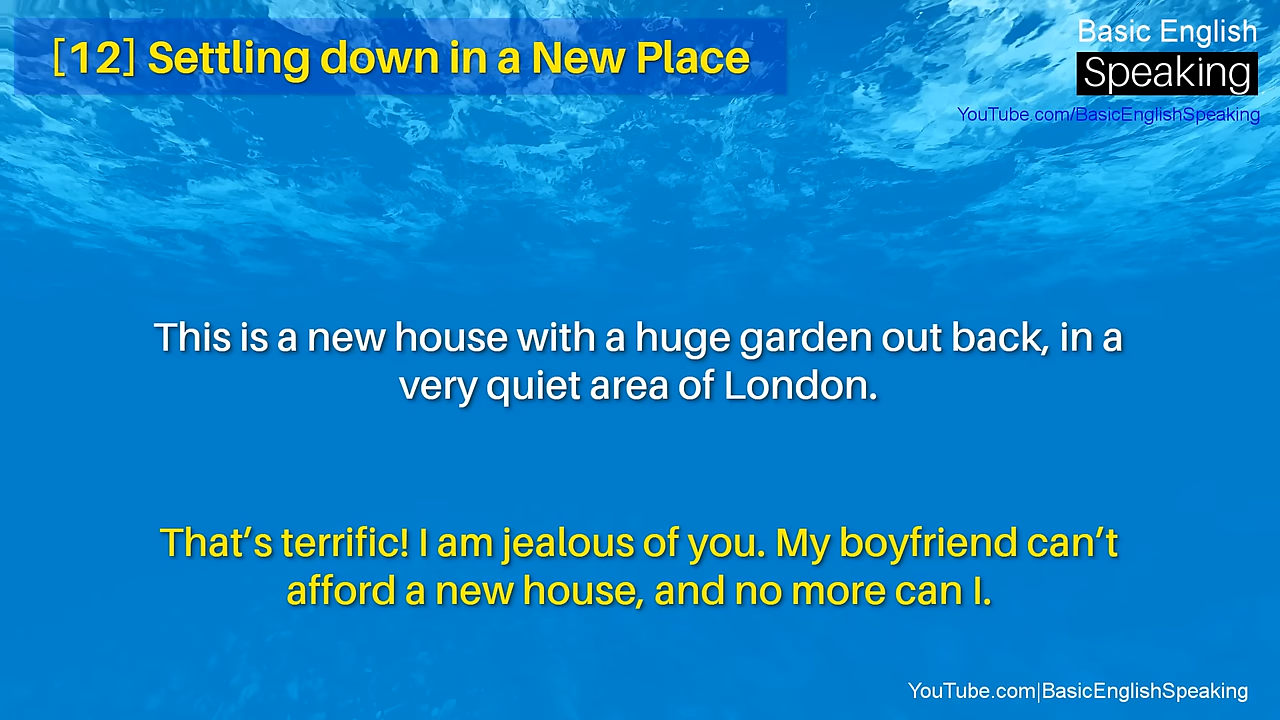 [12] Settling down in a New Place
Basic English
Speaking
YouTube.com/BasicEnglishSpeaking
This is a new house with a huge garden out back, in a
very quiet area of London.
That’s terrific! I am jealous of you. My boyfriend can’t
afford a new house, and no more can I.
YouTube.com|BasicEnglishSpeaking